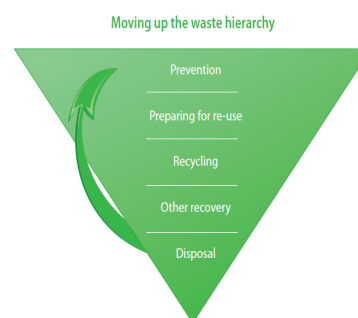 Moving up the waste hierarchy
Prevention
Preparing for re-use
Recycling
Other recovery
Disposal